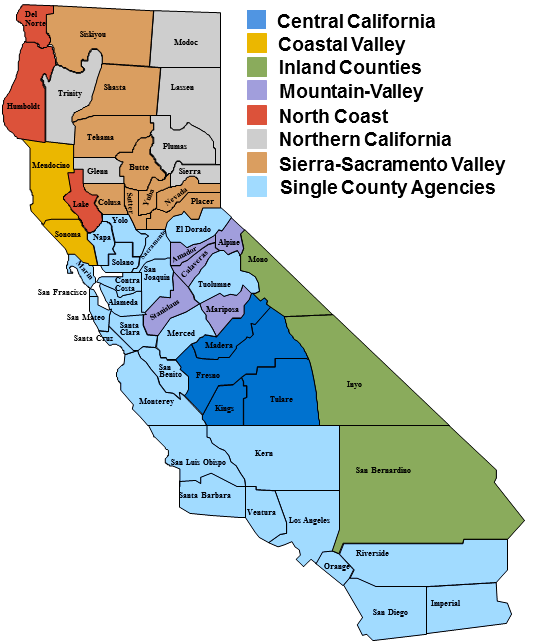 Central California
Coastal Valley
Inland Counties
Mountain-Valley
North Coast
Northern California
Sierra-Sacramento Valley
Single County Agencies
Del
Norte
Siskiyou
Modoc
Humboldt
Trinity
Shasta
Lassen
Tehama
Plumas
Mendocino
Glenn
Butte
Sierra
Lake
Colusa
Sutter
Yuba
Nevada
Placer
Sonoma
Napa
Yolo
Sacramento
El Dorado
Alpine
Amador
Mono
Marin
Solano
San
Joaquin
Calaveras
Tuolumne
San Francisco
Contra
Costa
Alameda
Stanislaus
Mariposa
San Mateo
Santa
Clara
Merced
Madera
Santa Cruz
San
Benito
Fresno
Inyo
Monterey
Kings
Tulare
San Luis Obispo
Kern
San Bernardino
Santa Barbara
Ventura
Los Angeles
Orange
Riverside
San Diego
Imperial